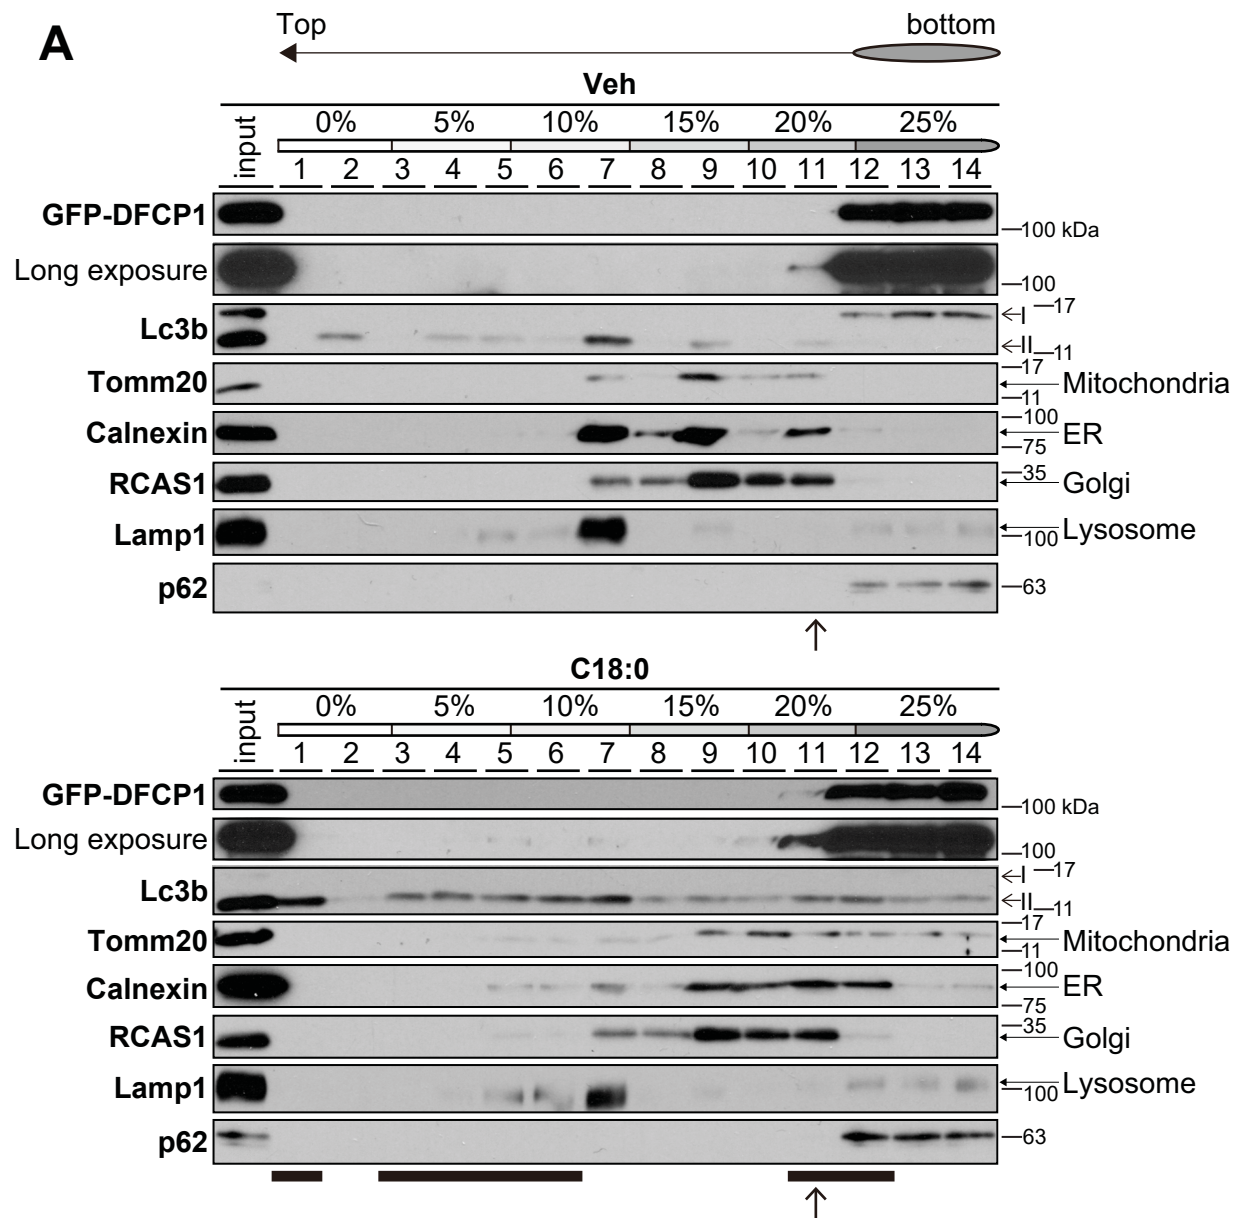 A
Top bottom
Veh
input 0% 5% 10% 15% 20% 25%
1 2 3 4 5 6 7 8 9 10 11 12 13 14
GFP-DFCP1 100 kDa
Long exposure 100
Lc3b I 17
II 11
Tomm20 17
Mitochondria
11
Calnexin 100
ER
75
RCAS1 35
Golgi
Lamp1 Lysosome
100
p62 63
C18:0
input 0% 5% 10% 15% 20% 25%
1 2 3 4 5 6 7 8 9 10 11 12 13 14
GFP-DFCP1 100 kDa
Long exposure 100
Lc3b I 17
II 11
Tomm20 17
Mitochondria
11
Calnexin 100
ER
75
RCAS1 35
Golgi
Lamp1 Lysosome
100
p62 63